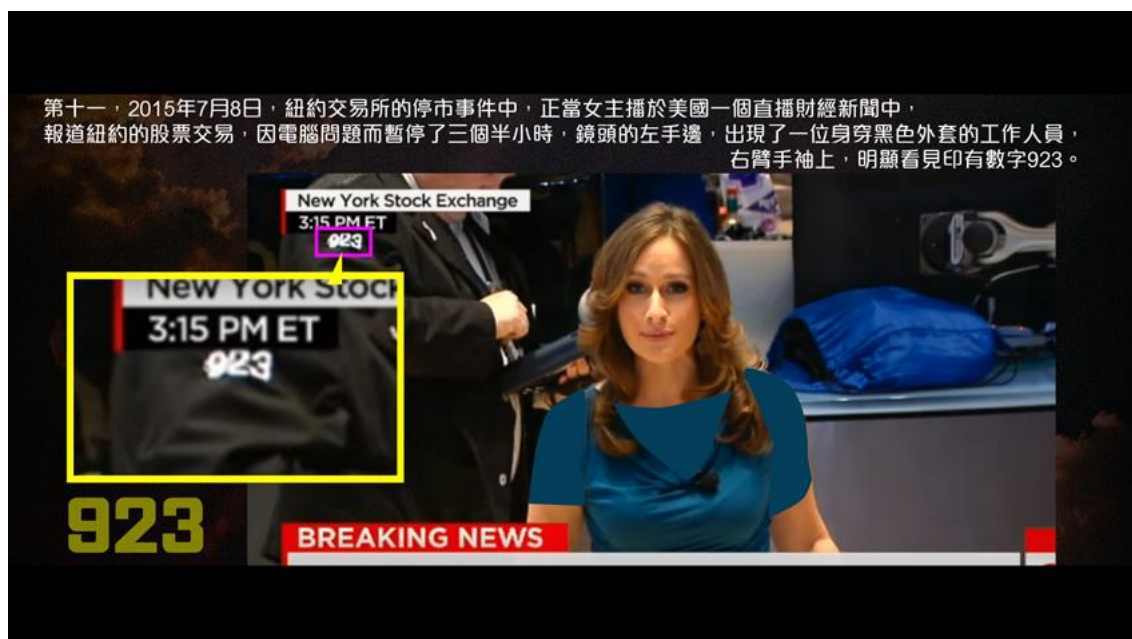 第十一，2015年7月8日，紐約交易所的停市事件中，正當女主播於美國一個直播財經新聞中，
報道紐約的股票交易，因電腦問題而暫停了三個半小時，鏡頭的左手邊，出現了一位身穿黑色外套的工作人員，
右臂手袖上，明顯看見印有數字923。
New York Stock Exchange
3:15 PM ET
923
New York Stock
3:15 PM ET
923
923
BREAKING NEWS